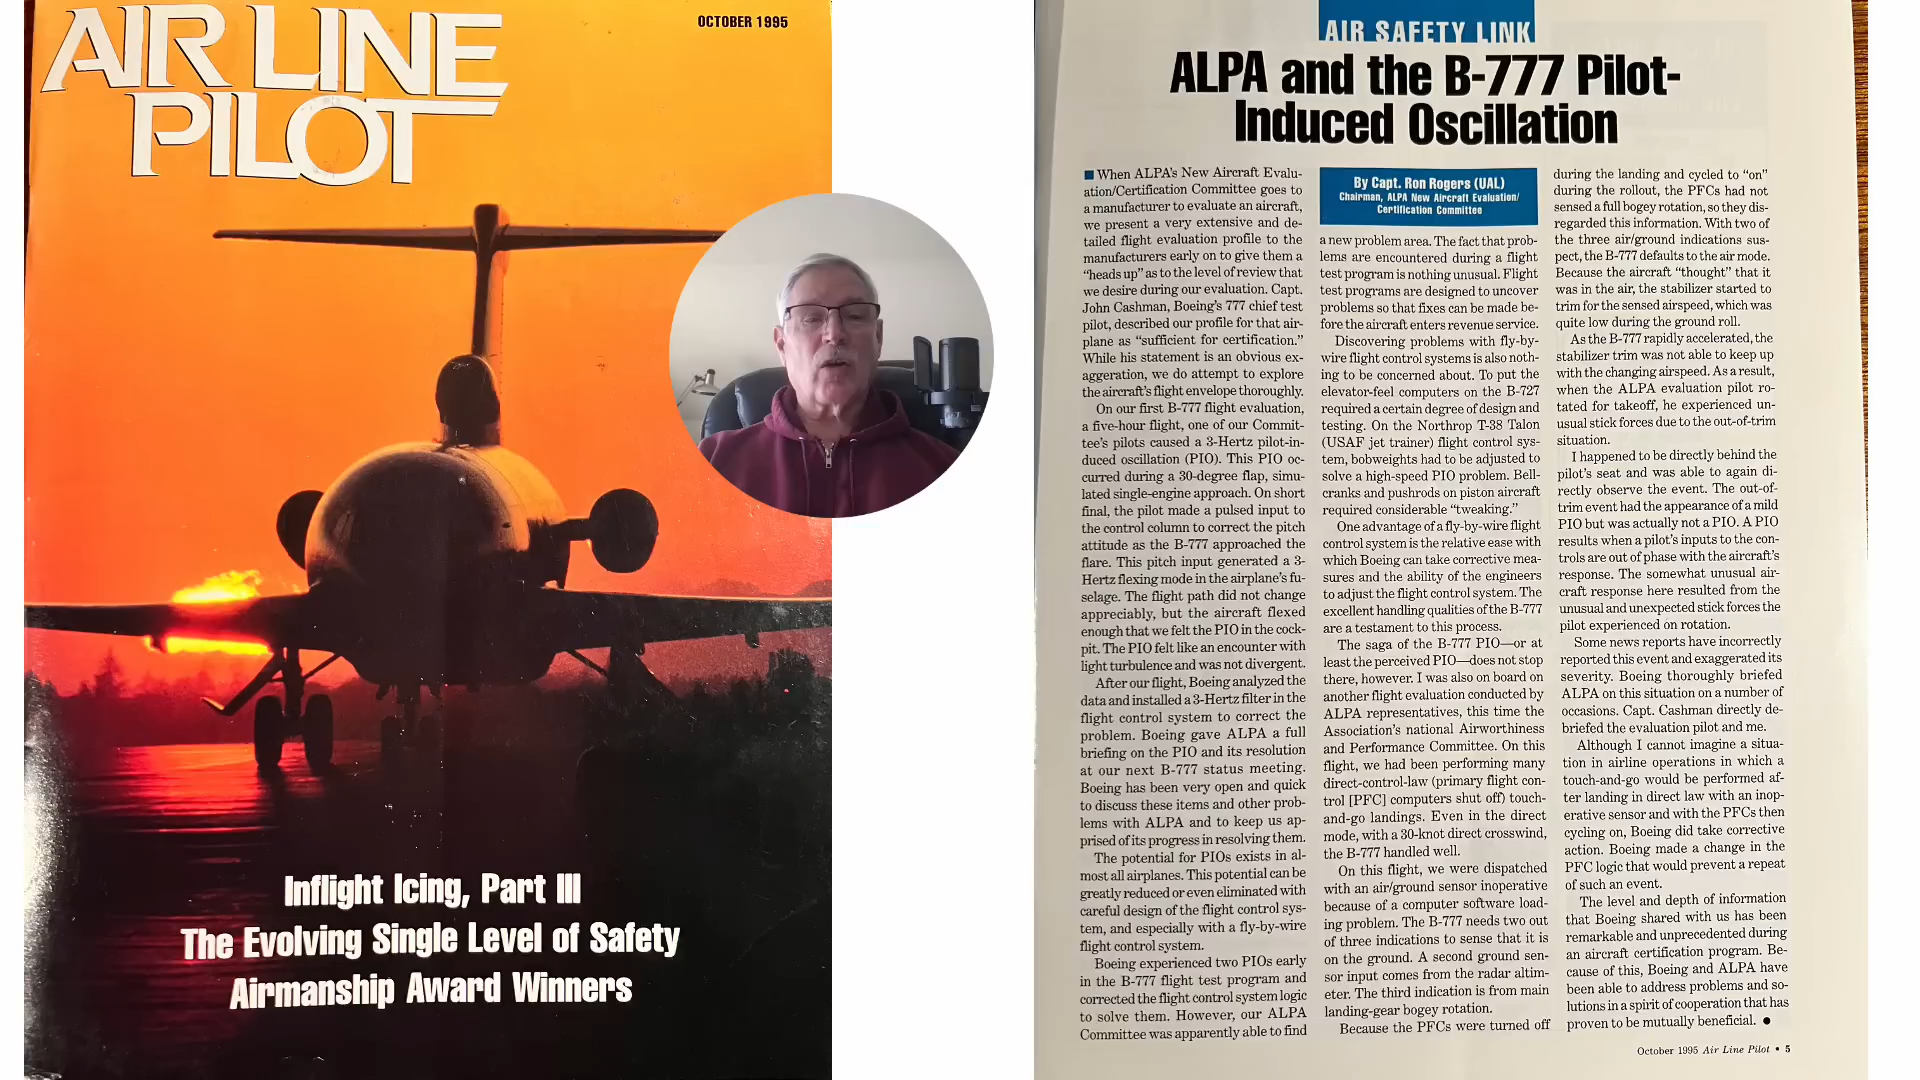 AIR LINE
PILOT
OCTOBER 1995
Inflight Icing, Part III
The Evolving Single Level of Safety
Airmanship Award Winners
AIR SAFETY LINK
ALPA and the B-777 Pilot-
Induced Oscillation
When ALPA's New Aircraft Evalu-
ation/Certification Committee goes to
a manufacturer to evaluate an aircraft,
we present a very extensive and de-
tailed flight evaluation profile to the
manufacturers early on to give them a
"heads up" as to the level of review that
we desire during our evaluation. Capt.
John Cashman, Boeing's 777 chief test
pilot, described our profile for that air-
plane as "sufficient for certification."
While his statement is an obvious ex-
aggeration, we do attempt to explore
the aircraft's flight envelope thoroughly.
On our first B-777 flight evaluation,
a five-hour flight, one of our Commit-
tee's pilots caused a 3-Hertz pilot-in-
duced oscillation (PIO). This PIO oc-
curred during a 30-degree flap, simu-
lated single-engine approach. On short
final, the pilot made a pulsed input to
the control column to correct the pitch
attitude as the B-777 approached the
flare. This pitch input generated a 3-
Hertz flexing mode in the airplane's fu-
selage. The flight path did not change
appreciably, but the aircraft flexed
enough that we felt the PIO in the cock-
pit. The PIO felt like an encounter with
light turbulence and was not divergent.
After our flight, Boeing analyzed the
data and installed a 3-Hertz filter in the
flight control system to correct the
problem. Boeing gave ALPA a full
briefing on the PIO and its resolution
at our next B-777 status meeting.
Boeing has been very open and quick
to discuss these items and other prob-
lems with ALPA and to keep us ap-
prised of its progress in resolving them.
The potential for PIOs exists in al-
most all airplanes. This potential can be
greatly reduced or even eliminated with
careful design of the flight control sys-
tem, and especially with a fly-by-wire
flight control system.
Boeing experienced two PIOs early
in the B-777 flight test program and
corrected the flight control system logic
to solve them. However, our ALPA
Committee was apparently able to find
By Capt. Ron Rogers (UAL)
Chairman, ALPA New Aircraft Evaluation/
Certification Committee
a new problem area. The fact that prob-
lems are encountered during a flight
test program is nothing unusual. Flight
test programs are designed to uncover
problems so that fixes can be made be-
fore the aircraft enters revenue service.
Discovering problems with fly-by-
wire flight control systems is also noth-
ing to be concerned about. To put the
elevator-feel computers on the B-727
required a certain degree of design and
testing. On the Northrop T-38 Talon
(USAF jet trainer) flight control sys-
tem, bobweights had to be adjusted to
solve a high-speed PIO problem. Bell-
cranks and pushrods on piston aircraft
required considerable "tweaking."
One advantage of a fly-by-wire flight
control system is the relative ease with
which Boeing can take corrective mea-
sures and the ability of the engineers
to adjust the flight control system. The
excellent handling qualities of the B-777
are a testament to this process.
The saga of the B-777 PIO—or at
least the perceived PIO—does not stop
there, however. I was also on board on
another flight evaluation conducted by
ALPA representatives, this time the
Association's national Airworthiness
and Performance Committee. On this
flight, we had been performing many
direct-control-law (primary flight con-
trol [PFC] computers shut off) touch-
and-go landings. Even in the direct
mode, with a 30-knot direct crosswind,
the B-777 handled well.
On this flight, we were dispatched
with an air/ground sensor inoperative
because of a computer software load-
ing problem. The B-777 needs two out
of three indications to sense that it is
on the ground. A second ground sen-
sor input comes from the radar altim-
eter. The third indication is from main
landing-gear bogey rotation.
Because the PFCs were turned off
during the landing and cycled to "on"
during the rollout, the PFCs had not
sensed a full bogey rotation, so they dis-
regarded this information. With two of
the three air/ground indications sus-
pect, the B-777 defaults to the air mode.
Because the aircraft "thought" that it
was in the air, the stabilizer started to
trim for the sensed airspeed, which was
quite low during the ground roll.
As the B-777 rapidly accelerated, the
stabilizer trim was not able to keep up
with the changing airspeed. As a result,
when the ALPA evaluation pilot ro-
tated for takeoff, he experienced un-
usual stick forces due to the out-of-trim
situation.
I happened to be directly behind the
pilot's seat and was able to again di-
rectly observe the event. The out-of-
trim event had the appearance of a mild
PIO but was actually not a PIO. A PIO
results when a pilot's inputs to the con-
trols are out of phase with the aircraft's
response. The somewhat unusual air-
craft response here resulted from the
unusual and unexpected stick forces the
pilot experienced on rotation.
Some news reports have incorrectly
reported this event and exaggerated its
severity. Boeing thoroughly briefed
ALPA on this situation on a number of
occasions. Capt. Cashman directly de-
briefed the evaluation pilot and me.
Although I cannot imagine a situa-
tion in airline operations in which a
touch-and-go would be performed af-
ter landing in direct law with an inop-
erative sensor and with the PFCs then
cycling on, Boeing did take corrective
action. Boeing made a change in the
PFC logic that would prevent a repeat
of such an event.
The level and depth of information
that Boeing shared with us has been
remarkable and unprecedented during
an aircraft certification program. Be-
cause of this, Boeing and ALPA have
been able to address problems and so-
lutions in a spirit of cooperation that has
proven to be mutually beneficial. ●
October 1995 Air Line Pilot • 5